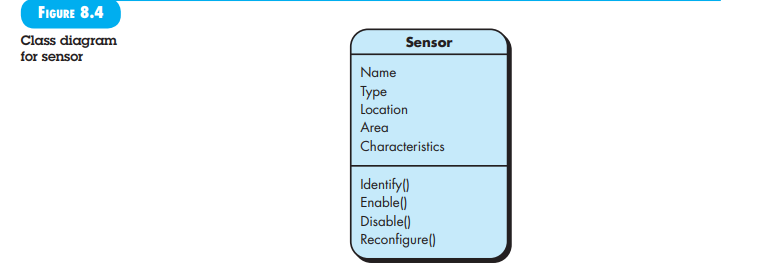 FIGURE 8.4
Class diagram
for sensor
Sensor
Name
Type
Location
Area
Characteristics
Identify()
Enable()
Disable()
Reconfigure()